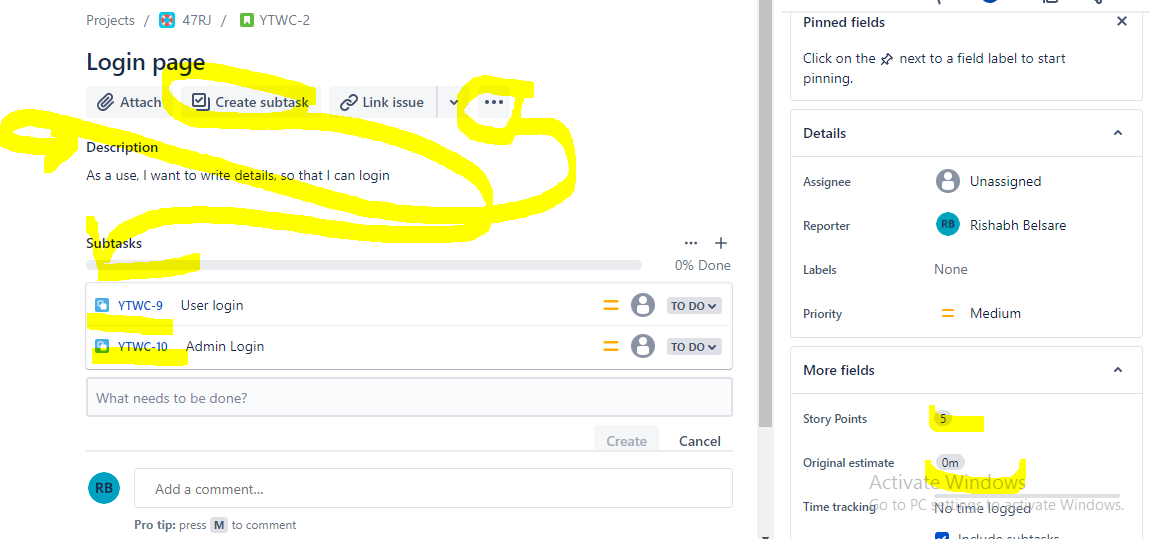 Projects / 47RJ / YTWC-2
Login page
Attach Create subtask Link issue
Description
As a use, I want to write details, so that I can login
Subtasks
0% Done
YTWC-9 User login TO DO
YTWC-10 Admin Login TO DO
What needs to be done?
Create Cancel
RB Add a comment...
Pro tip: press M to comment
Pinned fields
Click on the next to a field label to start
pinning.
Details
Assignee Unassigned
Reporter RB Rishabh Belsare
Labels None
Priority Medium
More fields
Story Points 5
Original estimate 0m
Activate Windows
Go to PC settings to activate Windows.
Time tracking No time logged
Include subtasks